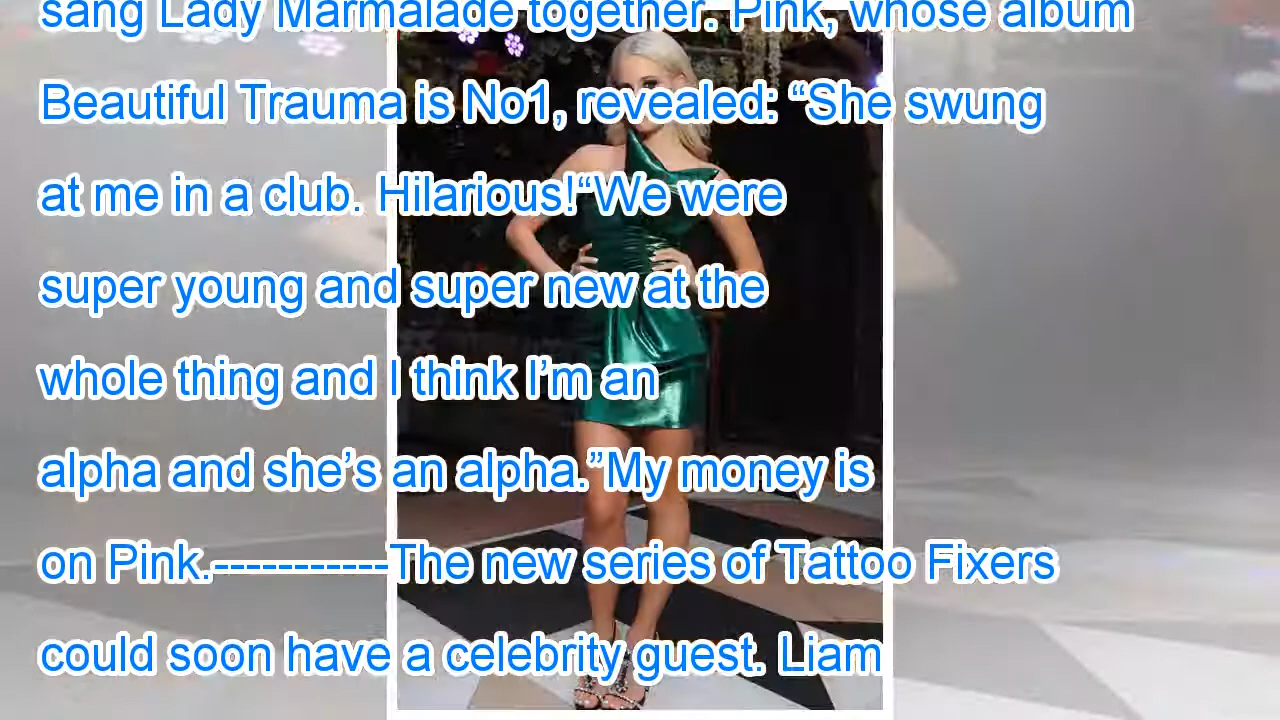 sang Lady Marmalade together. Pink, whose album
Beautiful Trauma is No1, revealed: “She swung
at me in a club. Hilarious!“We were
super young and super new at the
whole thing and I think I’m an
alpha and she’s an alpha.”My money is
on Pink.-----------The new series of Tattoo Fixers
could soon have a celebrity guest. Liam